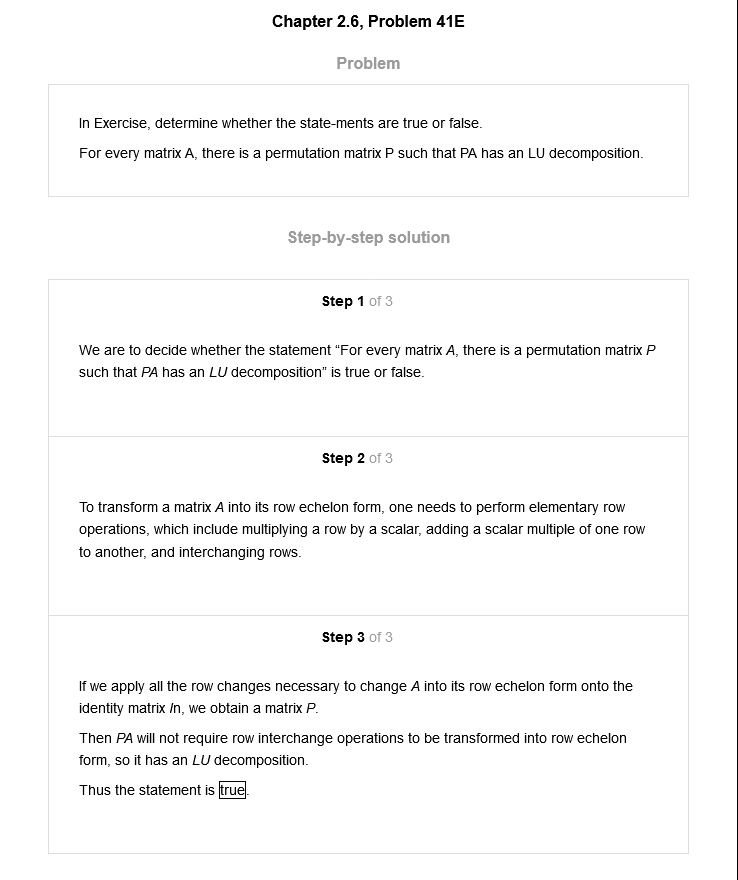 Chapter 2.6, Problem 41E
Problem
In Exercise, determine whether the state-ments are true or false.
For every matrix A, there is a permutation matrix P such that PA has an LU decomposition.
Step-by-step solution
Step 1 of 3
We are to decide whether the statement “For every matrix A, there is a permutation matrix P
such that PA has an LU decomposition” is true or false.
Step 2 of 3
To transform a matrix A into its row echelon form, one needs to perform elementary row
operations, which include multiplying a row by a scalar, adding a scalar multiple of one row
to another, and interchanging rows.
Step 3 of 3
If we apply all the row changes necessary to change A into its row echelon form onto the
identity matrix In, we obtain a matrix P.
Then PA will not require row interchange operations to be transformed into row echelon
form, so it has an LU decomposition.
Thus the statement is true.